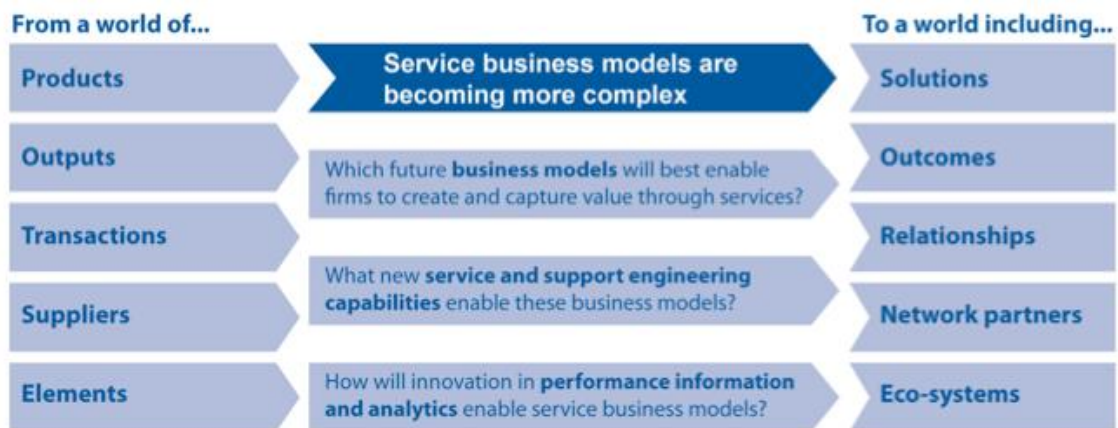 From a world of...
To a world including...
Products
Service business models are
becoming more complex
Solutions
Outputs
Which future business models will best enable
firms to create and capture value through services?
Outcomes
Transactions
Relationships
What new service and support engineering
capabilities enable these business models?
Suppliers
Network partners
Elements
How will innovation in performance information
and analytics enable service business models?
Eco-systems